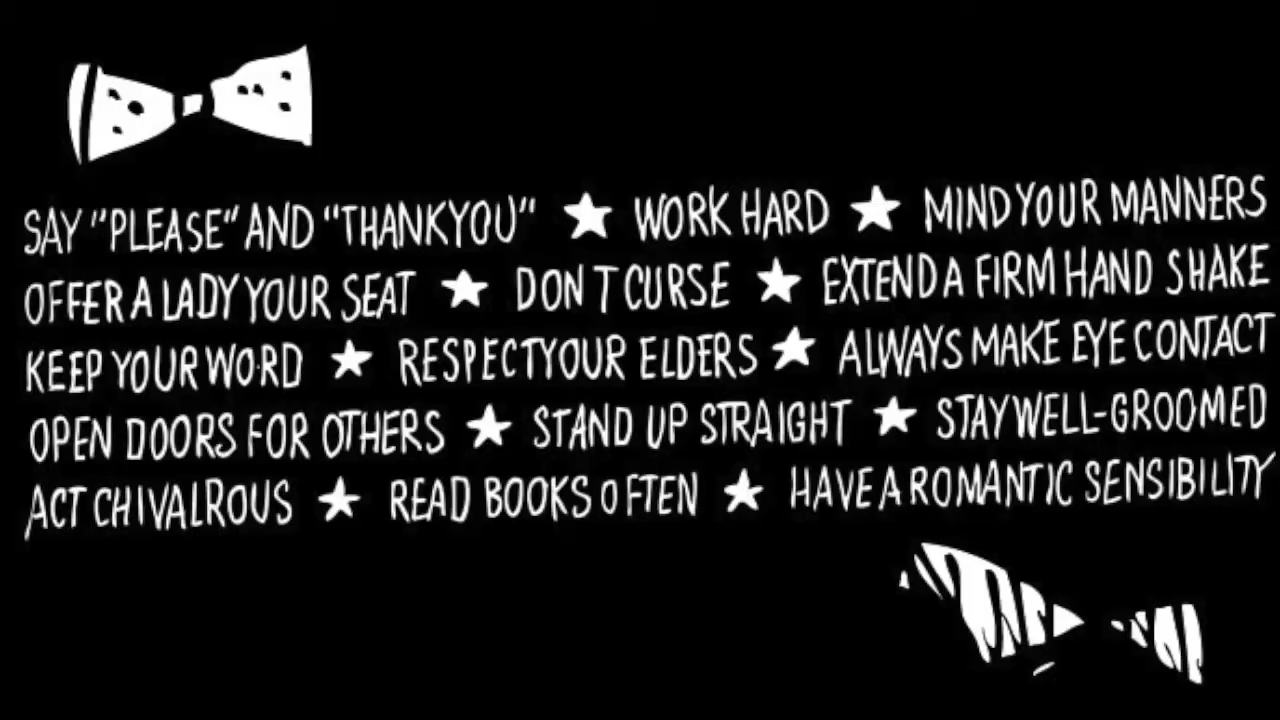 SAY "PLEASE" AND "THANK YOU" ★ WORK HARD ★ MIND YOUR MANNERS
OFFER A LADY YOUR SEAT ★ DON T CURSE ★ EXTEND A FIRM HAND SHAKE
KEEP YOUR WORD ★ RESPECT YOUR ELDERS ★ ALWAYS MAKE EYE CONTACT
OPEN DOORS FOR OTHERS ★ STAND UP STRAIGHT ★ STAY WELL-GROOMED
ACT CHIVALROUS ★ READ BOOKS OFTEN ★ HAVE A ROMANTIC SENSIBILITY